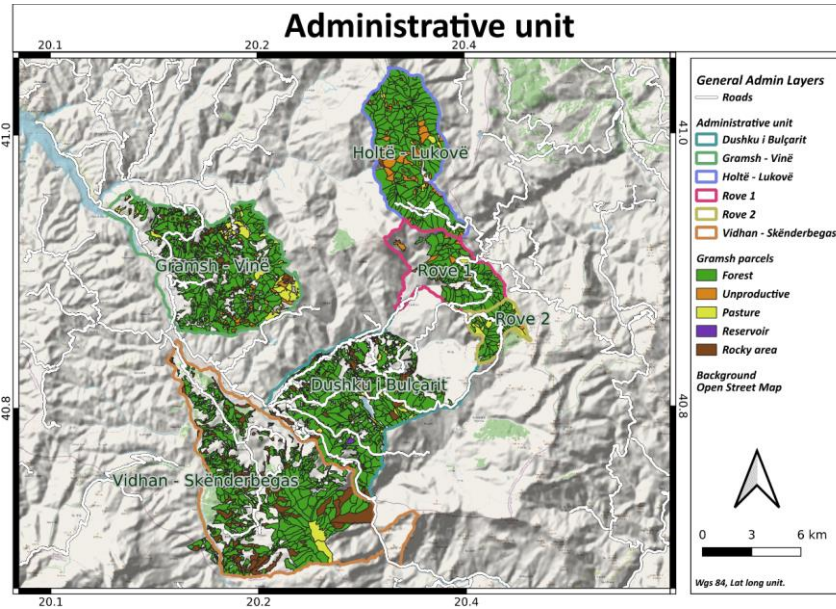 Administrative unit
20.1
20.2
20.4
41.0
41.0
40.8
40.8
20.1
20.2
20.4
Holtë - Lukovë
Gramsh - Vinë
Rove 1
Rove 2
Dushku i Bulçarit
Vidhan - Skënderbegas
General Admin Layers
Roads
Administrative unit
Dushku i Bulçarit
Gramsh - Vinë
Holtë - Lukovë
Rove 1
Rove 2
Vidhan - Skënderbegas
Gramsh parcels
Forest
Unproductive
Pasture
Reservoir
Rocky area
Background
Open Street Map
0 3 6 km
Wgs 84, Lat long unit.